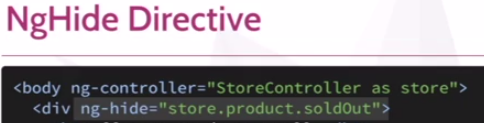 NgHide Directive
<body ng-controller="StoreController as store">
<div ng-hide="store.product.soldOut">